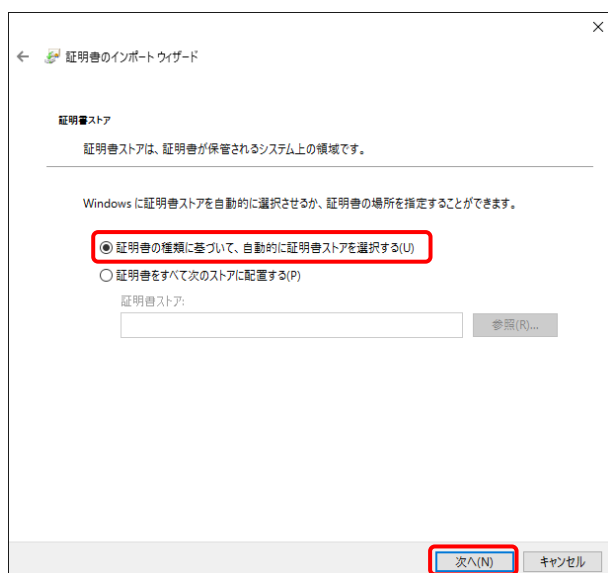 証明書のインポート ウィザード
証明書ストア
証明書ストアは、証明書が保管されるシステム上の領域です。
Windows に証明書ストアを自動的に選択させるか、証明書の場所を指定することができます。
証明書の種類に基づいて、自動的に証明書ストアを選択する(U)
証明書をすべて次のストアに配置する(P)
証明書ストア:
参照(R)...
次へ(N)
キャンセル